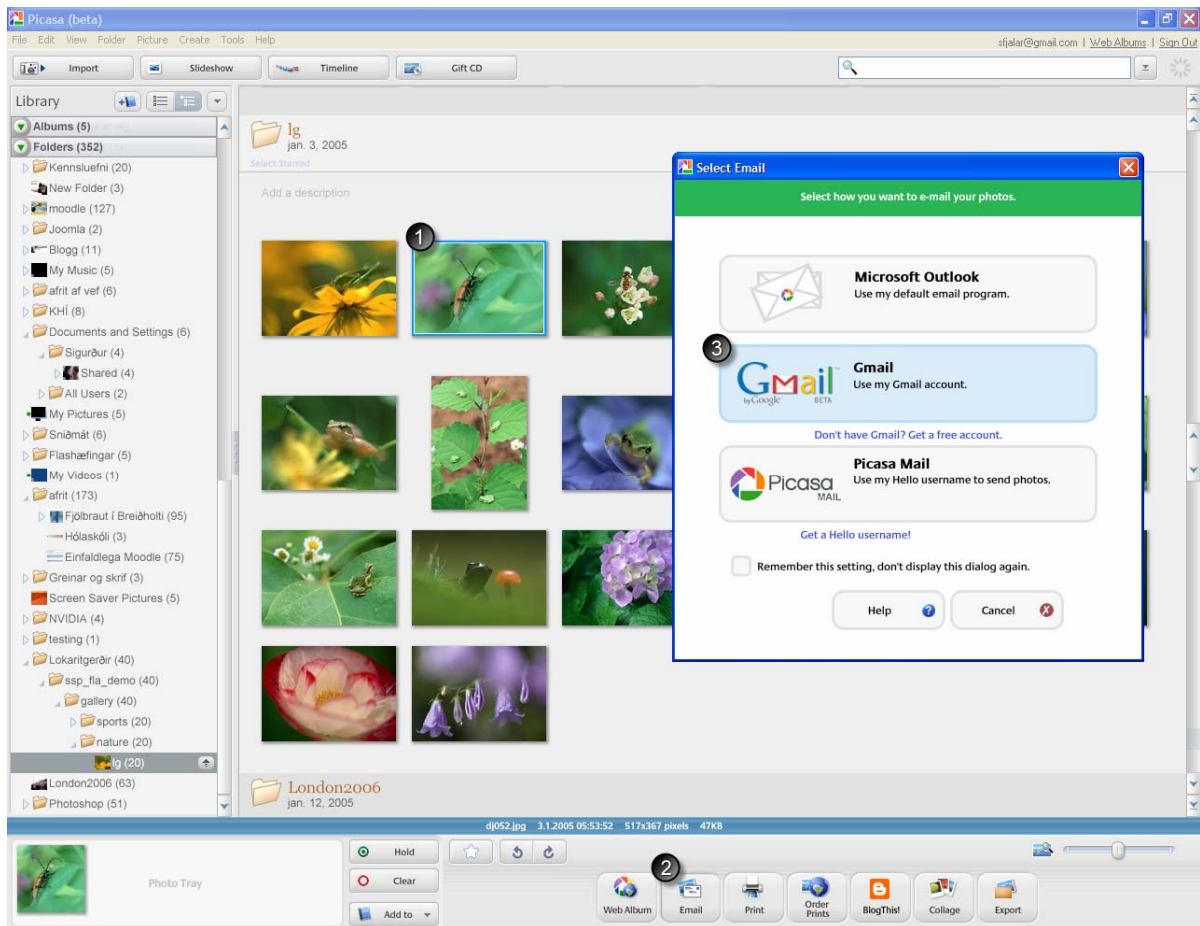 Picasa (beta)
File Edit View Folder Picture Create Tools Help
sfjalar@gmail.com | Web Albums | Sign Out
Import Slideshow Timeline Gift CD
Library
Albums (5)
Folders (352)
Kennsluefni (20)
New Folder (3)
moodle (127)
Joomla (2)
Blogg (11)
My Music (5)
afrit af vef (6)
KHÍ (8)
Documents and Settings (6)
Sigurður (4)
Shared (4)
All Users (2)
My Pictures (5)
Sniðmát (6)
Flashæfingar (5)
My Videos (1)
afrit (173)
Fjölbraut í Breiðholti (95)
Hólaskóli (3)
Einfaldlega Moodle (75)
Greinar og skrif (3)
Screen Saver Pictures (5)
NVIDIA (4)
testing (1)
Lokaritgerðir (40)
ssp_fla_demo (40)
gallery (40)
sports (20)
nature (20)
lg (20)
London2006 (63)
Photoshop (51)
lg
jan. 3, 2005
Select Starred
Add a description
1
Select Email
Select how you want to e-mail your photos.
Microsoft Outlook
Use my default email program.
3
Gmail
by Google BETA
Gmail
Use my Gmail account.
Don't have Gmail? Get a free account.
Picasa
MAIL
Picasa Mail
Use my Hello username to send photos.
Get a Hello username!
Remember this setting, don't display this dialog again.
Help Cancel
London2006
jan. 12, 2005
dj052.jpg 3.1.2005 05:53:52 517x367 pixels 47KB
Photo Tray
Hold
Clear
Add to
2
Web Album
Email
Print
Order
Prints
BlogThis!
Collage
Export